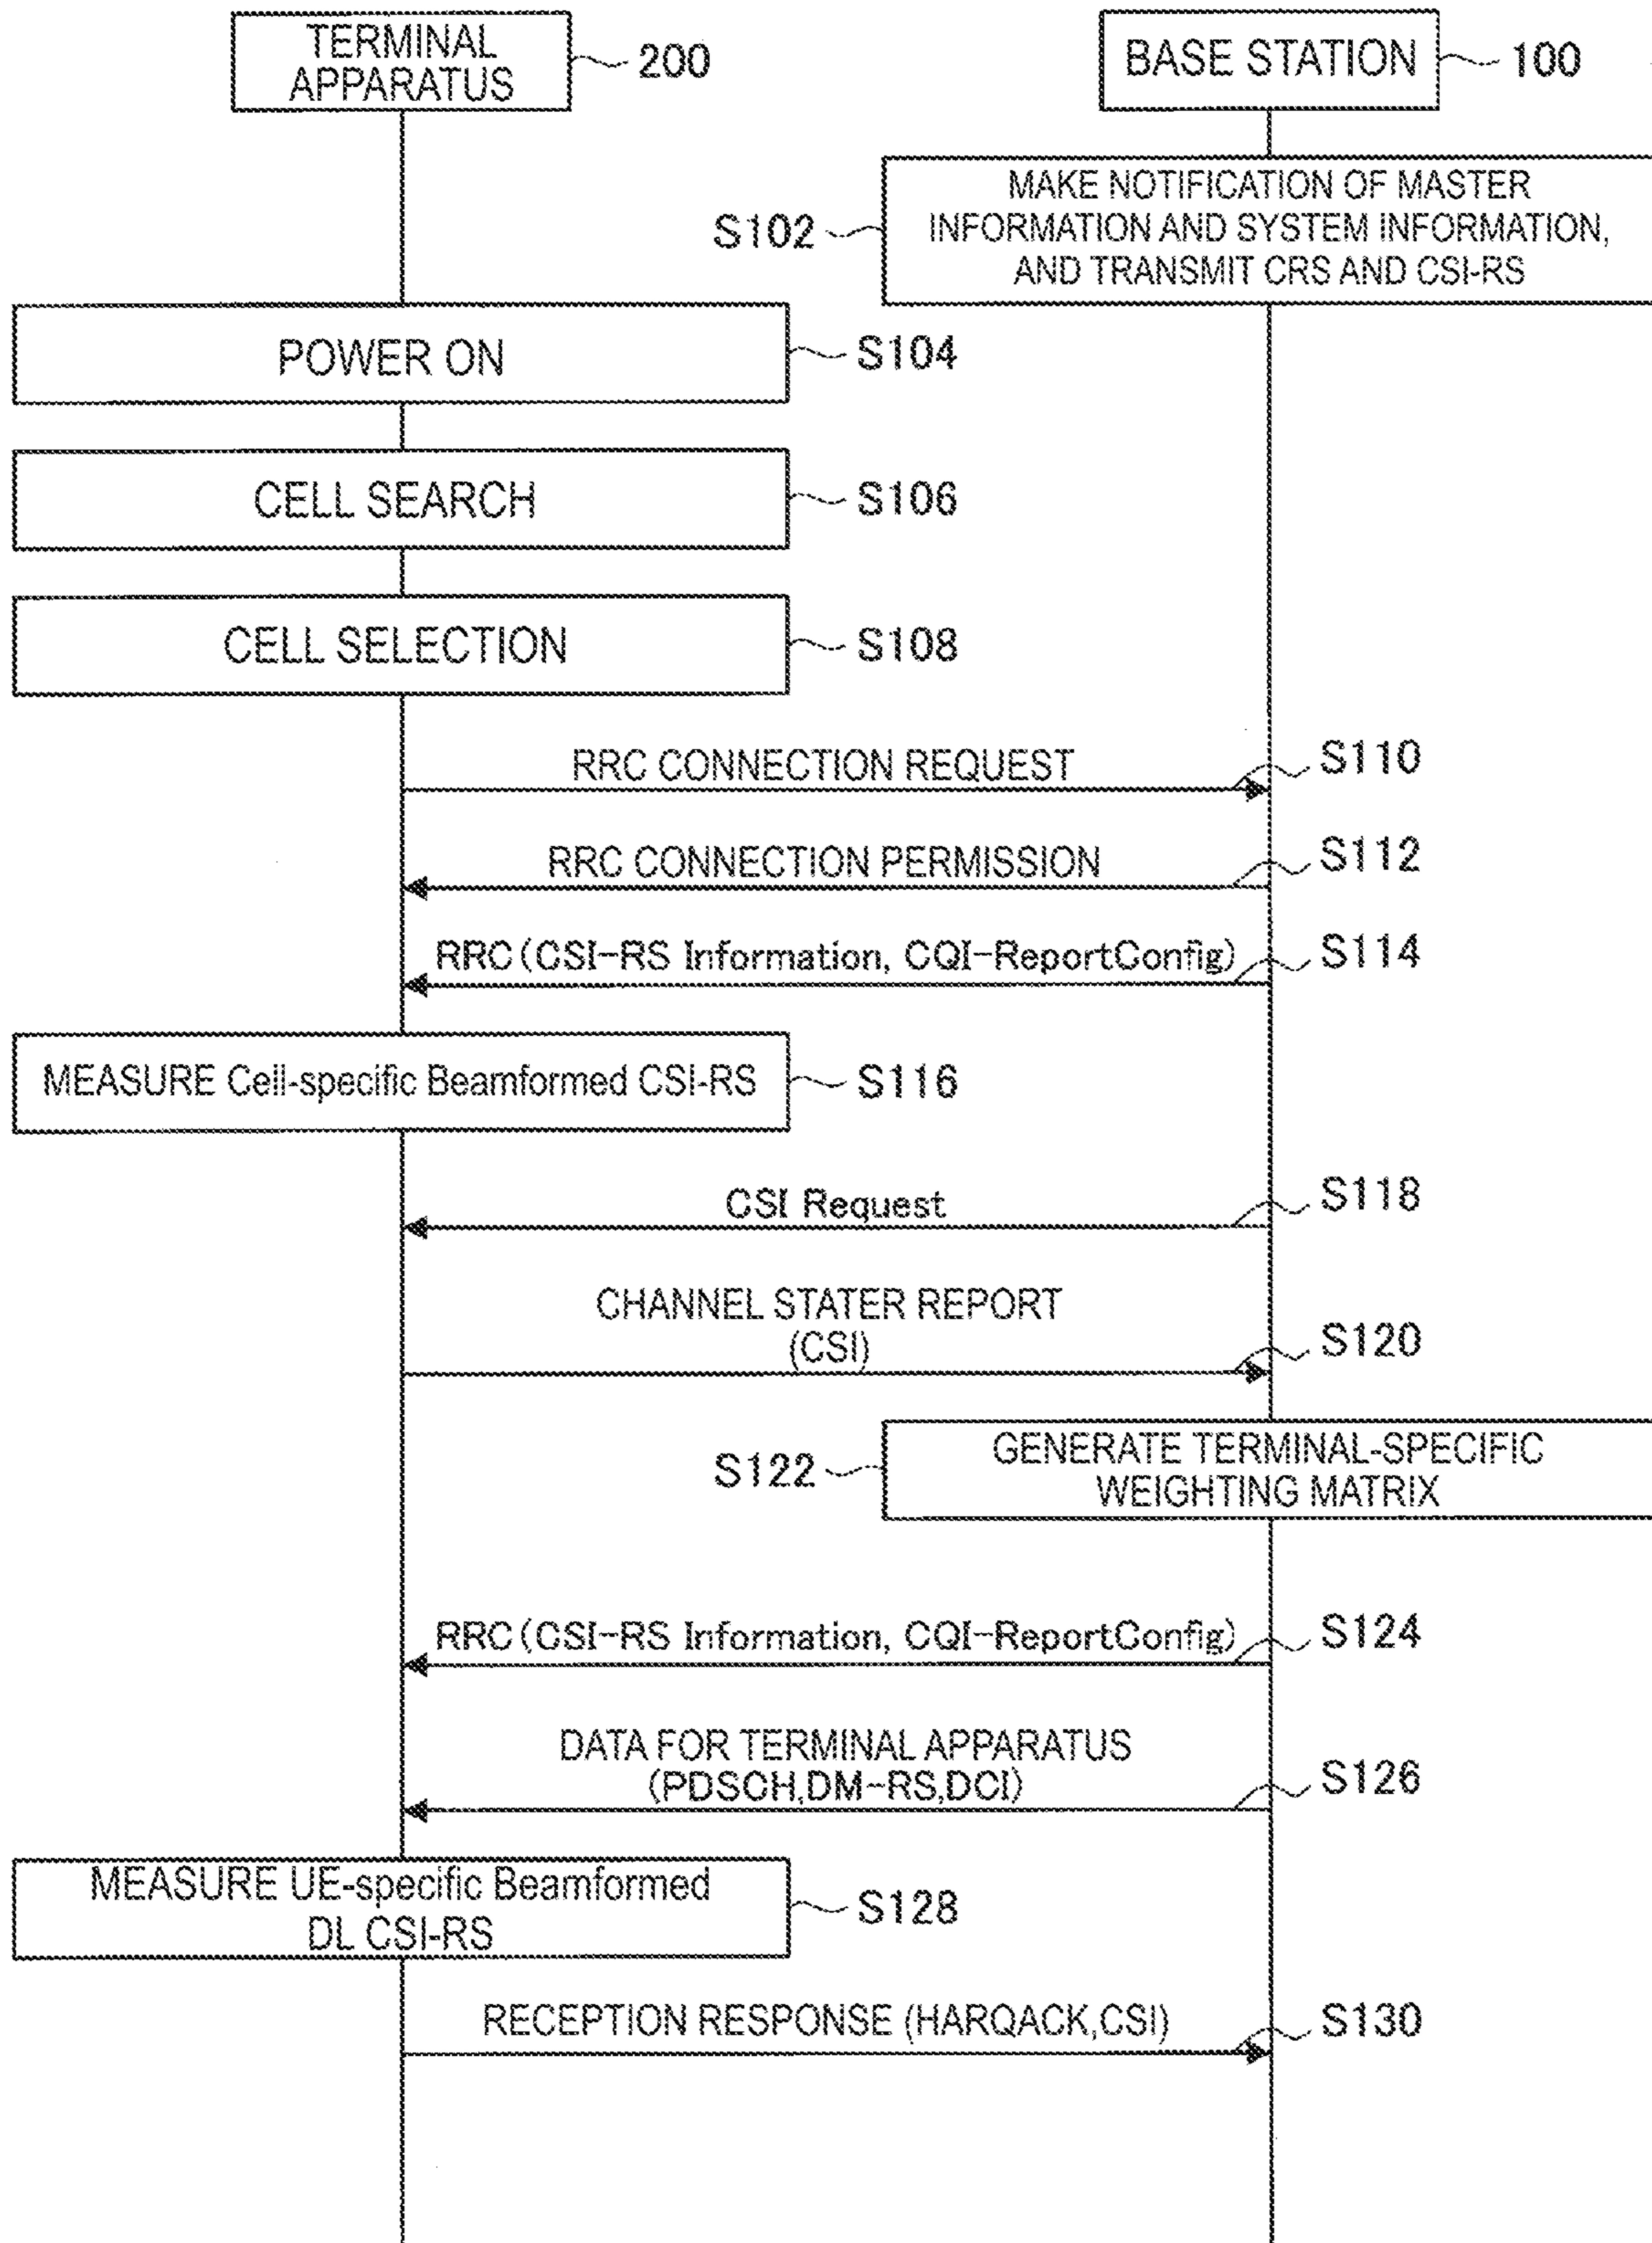 TERMINAL
APPARATUS
200
BASE STATION
100
S102
MAKE NOTIFICATION OF MASTER
INFORMATION AND SYSTEM INFORMATION,
AND TRANSMIT CRS AND CSI-RS
POWER ON
S104
CELL SEARCH
S106
CELL SELECTION
S108
RRC CONNECTION REQUEST
S110
RRC CONNECTION PERMISSION
S112
RRC(CSI-RS Information, CQI-ReportConfig)
S114
MEASURE Cell-specific Beamformed CSI-RS
S116
CSI Request
S118
CHANNEL STATER REPORT
(CSI)
S120
S122
GENERATE TERMINAL-SPECIFIC
WEIGHTING MATRIX
RRC(CSI-RS Information, CQI-ReportConfig)
S124
DATA FOR TERMINAL APPARATUS
(PDSCH,DM-RS,DCI)
S126
MEASURE UE-specific Beamformed
DL CSI-RS
S128
RECEPTION RESPONSE (HARQACK,CSI)
S130